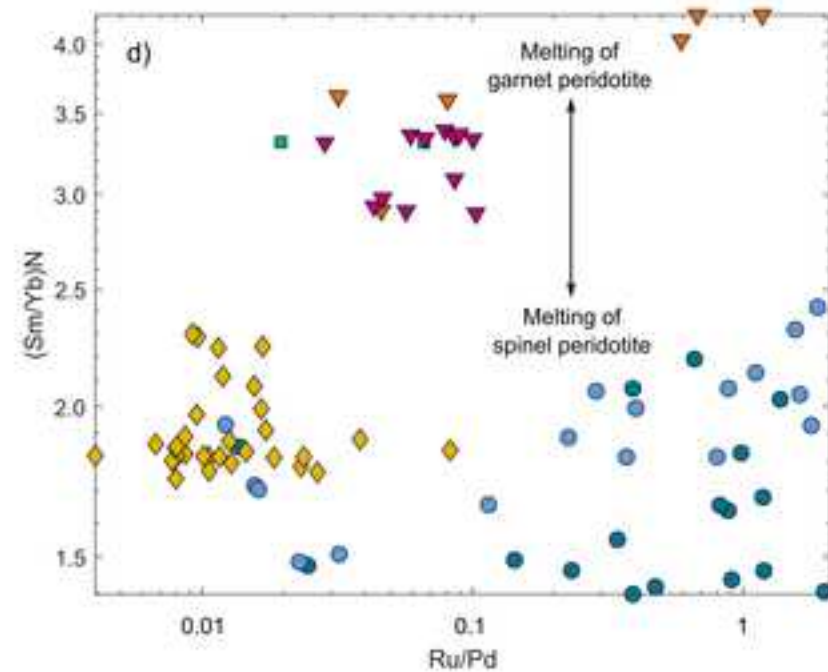 d)
Melting of
garnet peridotite
Melting of
spinel peridotite
(Sm/Yb)N
4.0
3.5
3.0
2.5
2.0
1.5
0.01
0.1
1
Ru/Pd